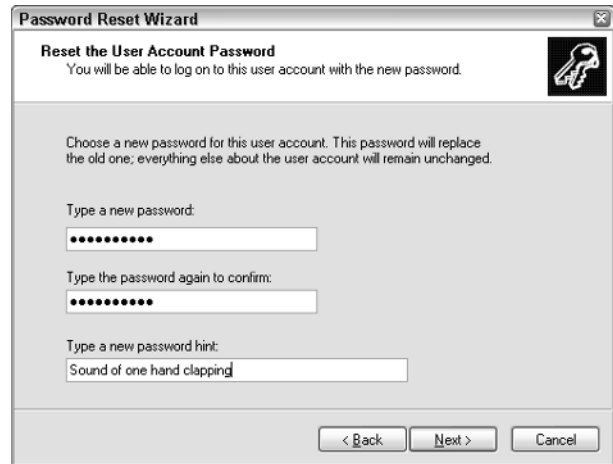 Password Reset Wizard
Reset the User Account Password
You will be able to log on to this user account with the new password.
Choose a new password for this user account. This password will replace
the old one; everything else about the user account will remain unchanged.
Type a new password:
••••••••••
Type the password again to confirm:
••••••••••
Type a new password hint:
Sound of one hand clapping
< Back
Next >
Cancel